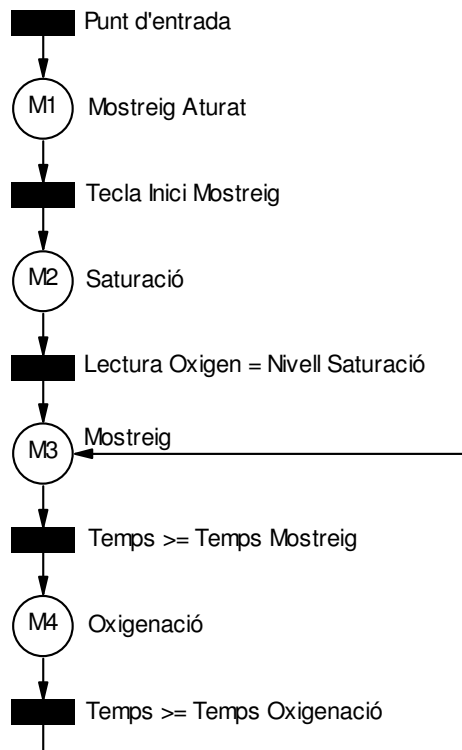 Punt d'entrada
M1 Mostreig Aturat
Tecla Inici Mostreig
M2 Saturació
Lectura Oxigen = Nivell Saturació
Mostreig
M3
Temps >= Temps Mostreig
M4 Oxigenació
Temps >= Temps Oxigenació